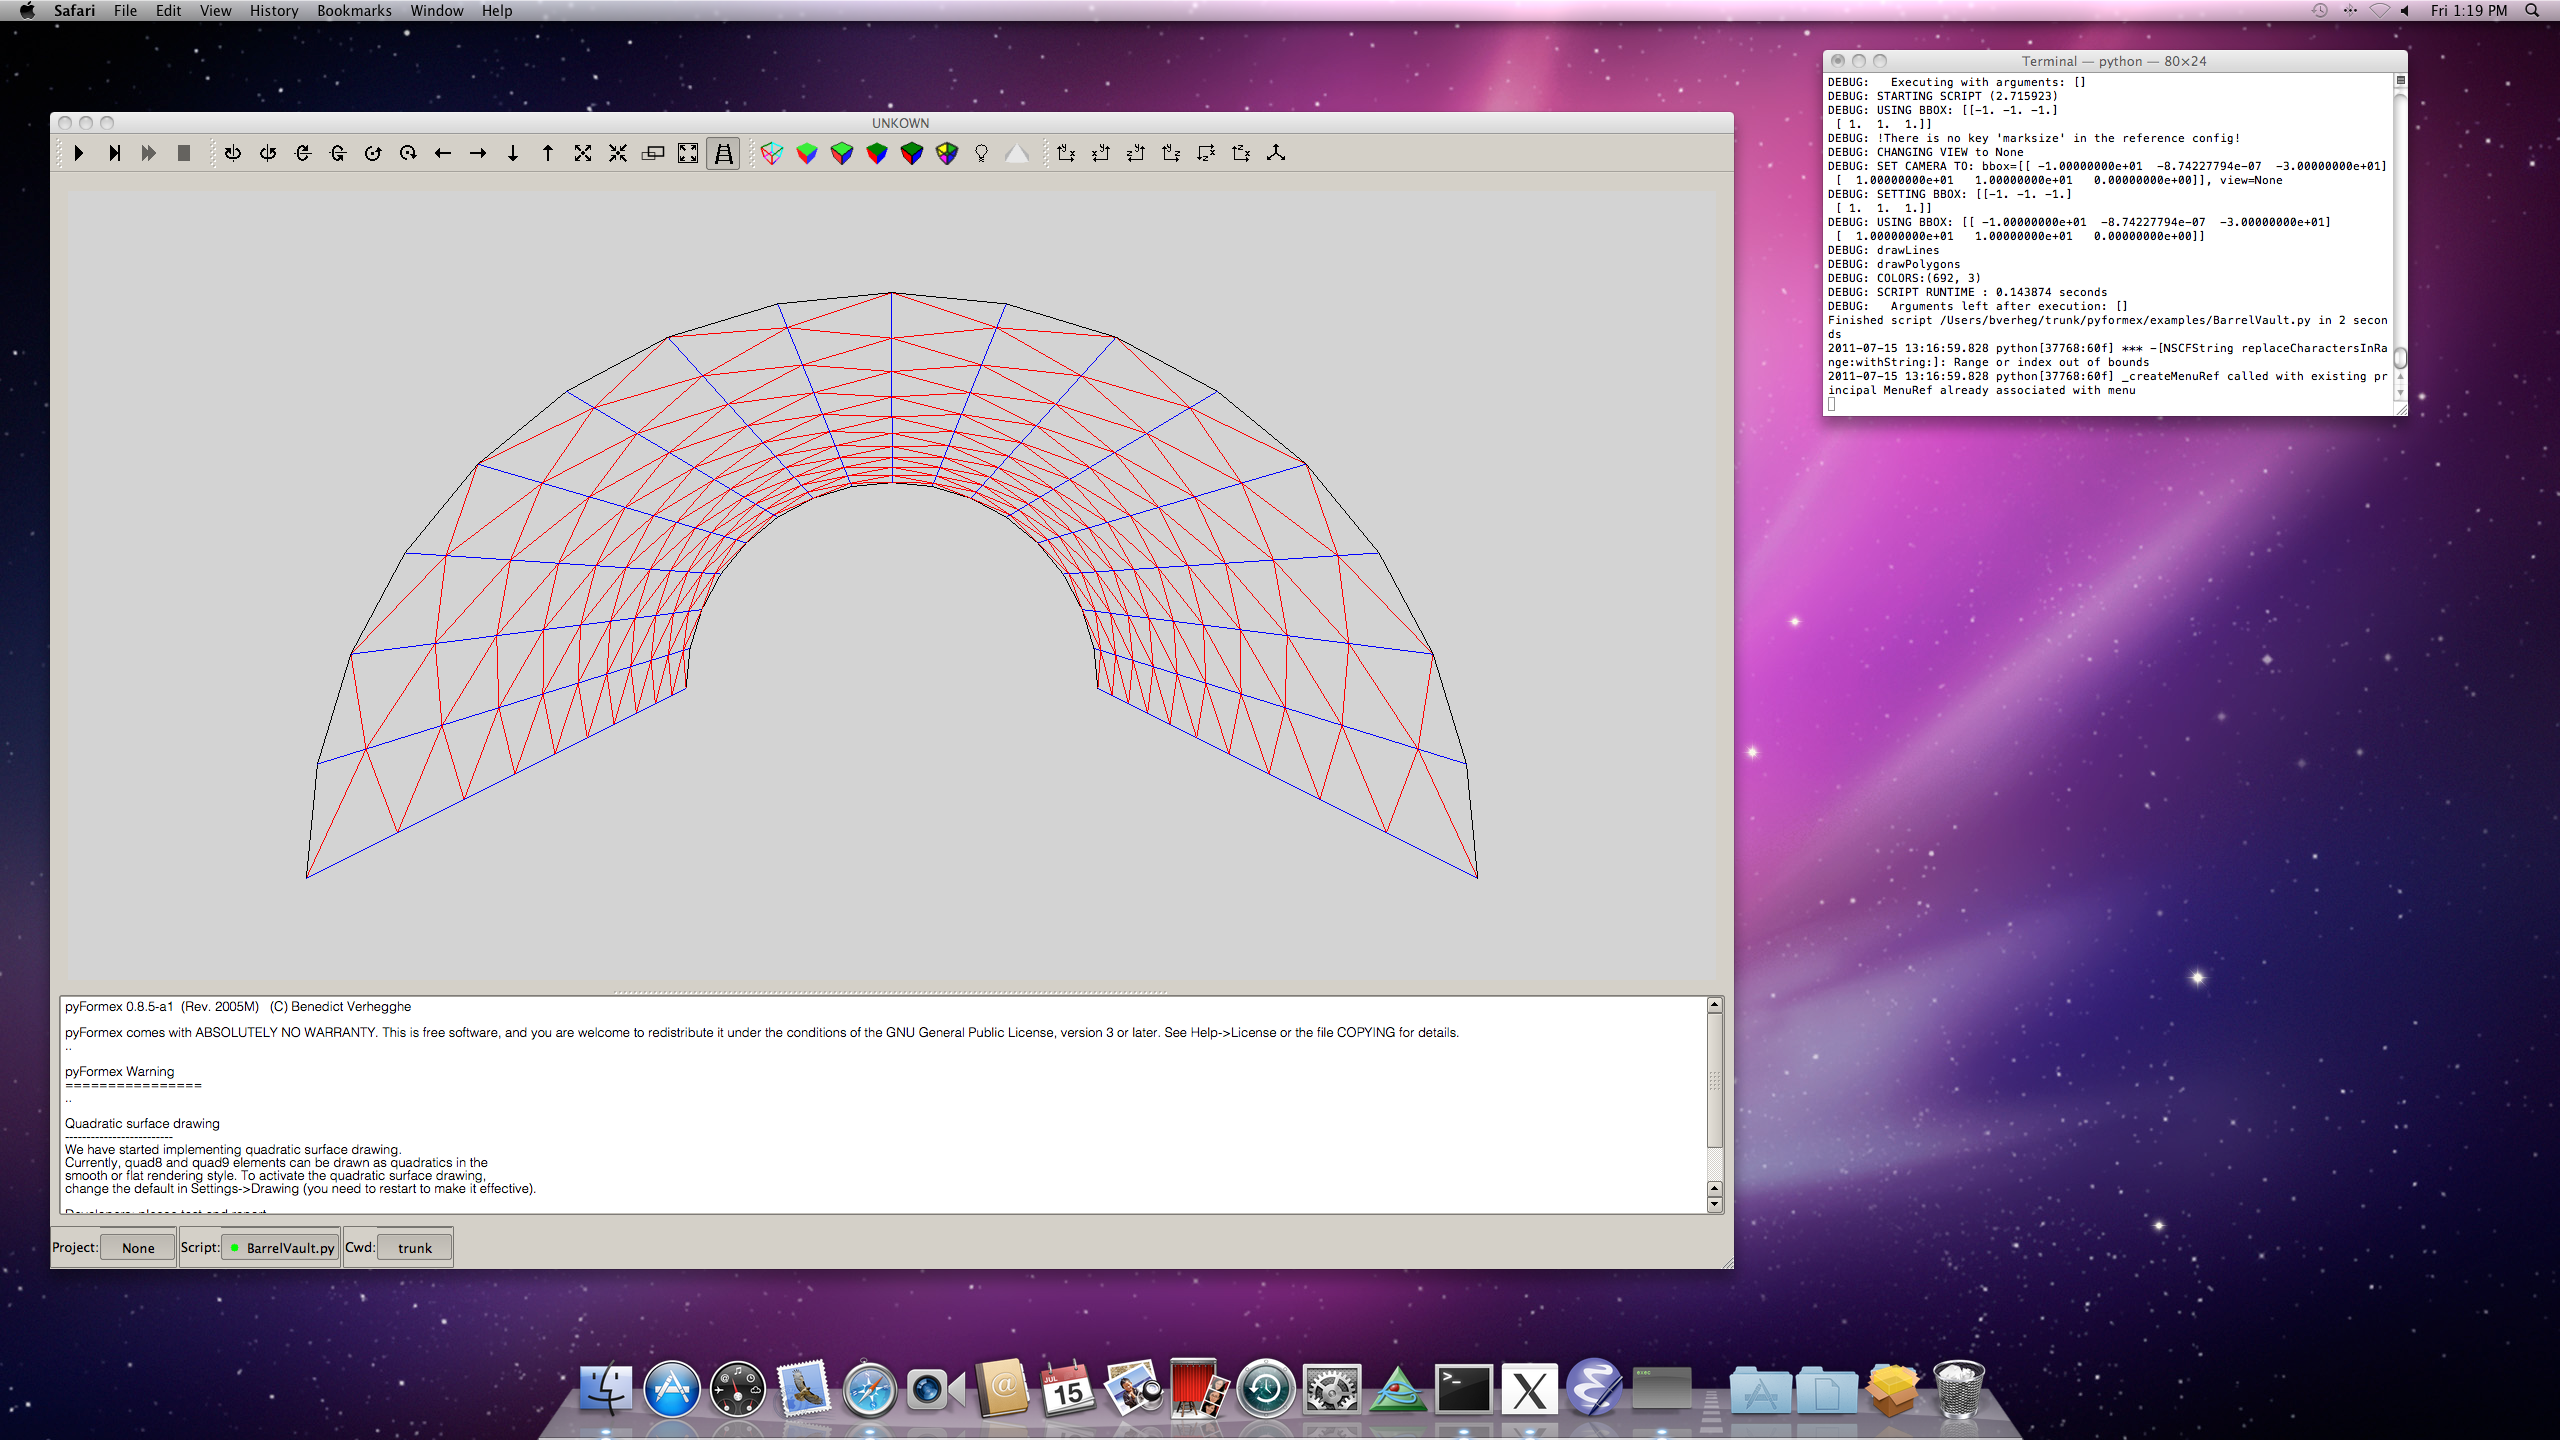 Safari File Edit View History Bookmarks Window Help
Fri 1:19 PM
Terminal — python — 80×24
DEBUG:   Executing with arguments: []
DEBUG: STARTING SCRIPT (2.715923)
DEBUG: USING BBOX: [[-1. -1. -1.]
 [ 1.  1.  1.]]
DEBUG: !There is no key 'marksize' in the reference config!
DEBUG: CHANGING VIEW to None
DEBUG: SET CAMERA TO: bbox=[[ -1.00000000e+01  -8.74227794e-07  -3.00000000e+01]
 [  1.00000000e+01   1.00000000e+01   0.00000000e+00]], view=None
DEBUG: SETTING BBOX: [[-1. -1. -1.]
 [ 1.  1.  1.]]
DEBUG: USING BBOX: [[ -1.00000000e+01  -8.74227794e-07  -3.00000000e+01]
 [  1.00000000e+01   1.00000000e+01   0.00000000e+00]]
DEBUG: drawLines
DEBUG: drawPolygons
DEBUG: COLORS:(692, 3)
DEBUG: SCRIPT RUNTIME : 0.143874 seconds
DEBUG:   Arguments left after execution: []
Finished script /Users/bverheg/trunk/pyformex/examples/BarrelVault.py in 2 secon
ds
2011-07-15 13:16:59.828 python[37768:60f] *** -[NSCFString replaceCharactersInRa
nge:withString:]: Range or index out of bounds
2011-07-15 13:16:59.828 python[37768:60f] _createMenuRef called with existing pr
incipal MenuRef already associated with menu
UNKOWN
pyFormex 0.8.5-a1  (Rev. 2005M)   (C) Benedict Verhegghe
pyFormex comes with ABSOLUTELY NO WARRANTY. This is free software, and you are welcome to redistribute it under the conditions of the GNU General Public License, version 3 or later. See Help->License or the file COPYING for details.
..
pyFormex Warning
================
..
Quadratic surface drawing
-------------------------
We have started implementing quadratic surface drawing.
Currently, quad8 and quad9 elements can be drawn as quadratics in the
smooth or flat rendering style. To activate the quadratic surface drawing,
change the default in Settings->Drawing (you need to restart to make it effective).
Project: None Script: BarrelVault.py Cwd: trunk
JUL
15
exec